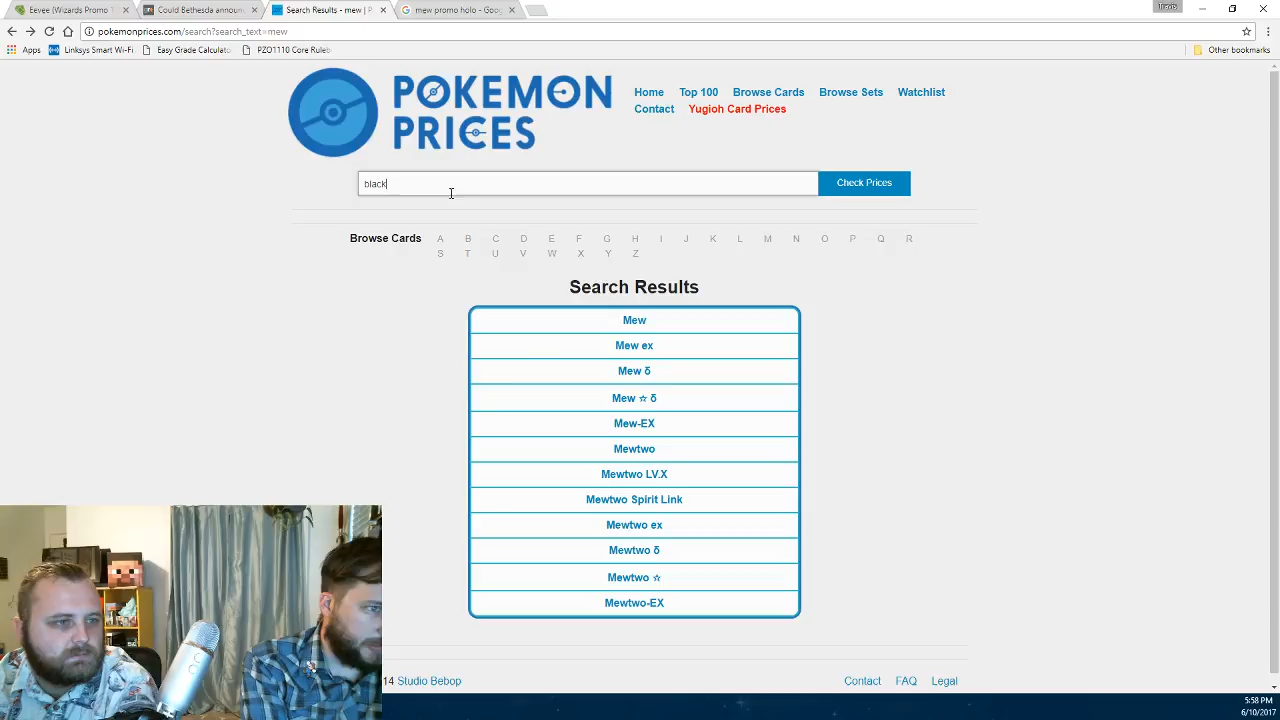 Eevee (Wizards Promo
Could Bethesda announ
Search Results - mew | P
mew promo holo - Goog
Travis
pokemonprices.com/search?search_text=mew
Apps
Linksys Smart Wi-Fi
Easy Grade Calculato
PZO1110 Core Ruleb
Other bookmarks
POKEMON
PRICES
Home
Top 100
Browse Cards
Browse Sets
Watchlist
Contact
Yugioh Card Prices
black
Check Prices
Browse Cards
A B C D E F G H I J K L M N O P Q R
S T U V W X Y Z
Search Results
Mew
Mew ex
Mew δ
Mew ☆ δ
Mew-EX
Mewtwo
Mewtwo LV.X
Mewtwo Spirit Link
Mewtwo ex
Mewtwo δ
Mewtwo ☆
Mewtwo-EX
14 Studio Bebop
Contact
FAQ
Legal
5:58 PM
6/10/2017